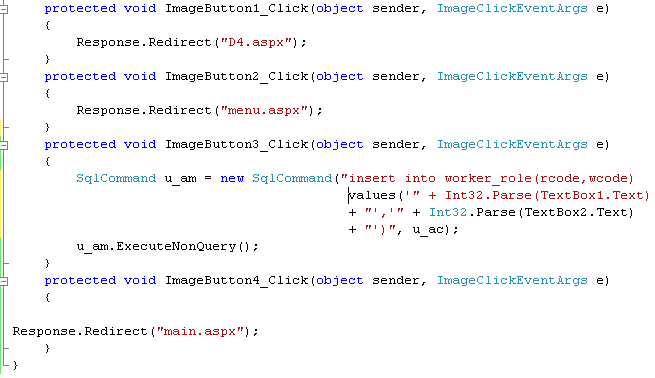 protected void ImageButton1_Click(object sender, ImageClickEventArgs e)
{
Response.Redirect("D4.aspx");
}
protected void ImageButton2_Click(object sender, ImageClickEventArgs e)
{
Response.Redirect("menu.aspx");
}
protected void ImageButton3_Click(object sender, ImageClickEventArgs e)
{
SqlCommand u_am = new SqlCommand("insert into worker_role(rcode,wcode)
values('" + Int32.Parse(TextBox1.Text)
+ "','" + Int32.Parse(TextBox2.Text)
+ "')", u_ac);
u_am.ExecuteNonQuery();
}
protected void ImageButton4_Click(object sender, ImageClickEventArgs e)
{
Response.Redirect("main.aspx");
}
}